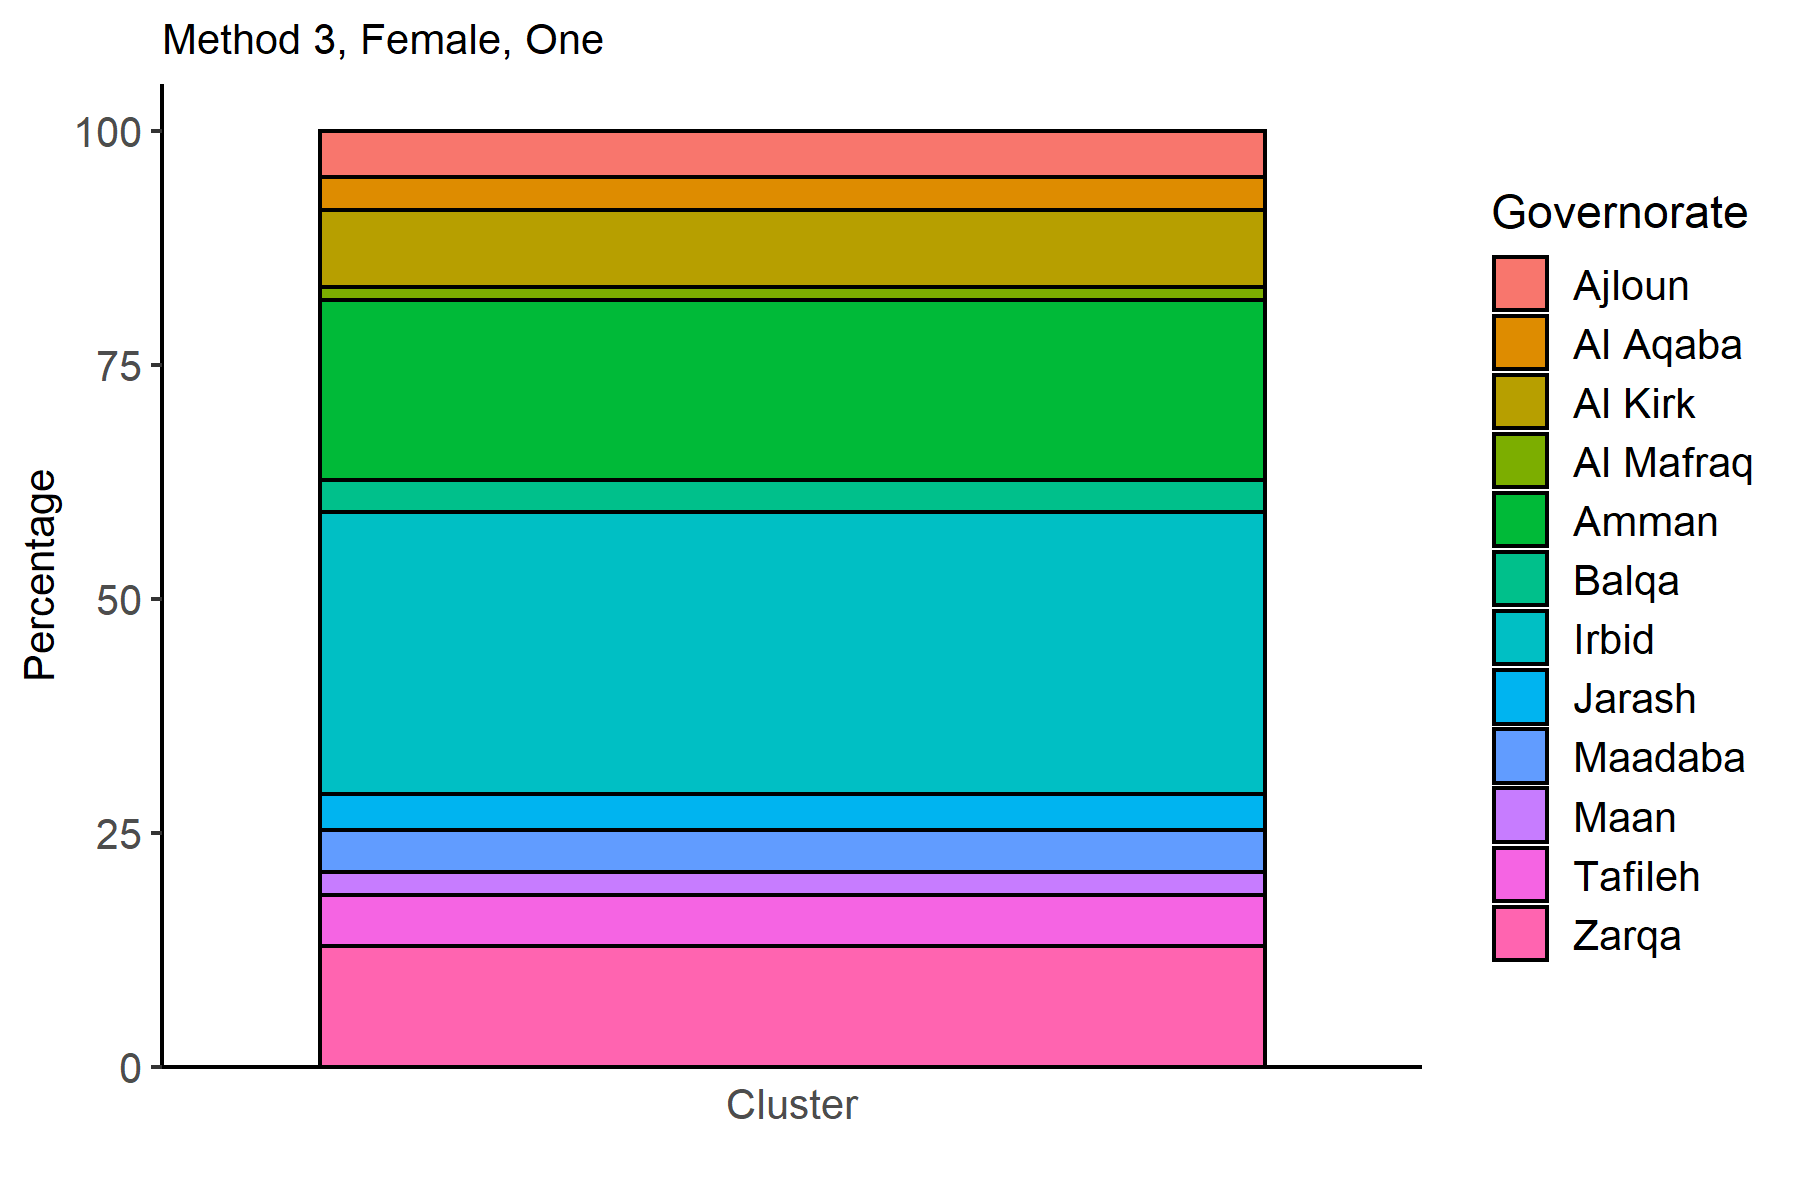 Method 3, Female, One
100
75
50
25
0
Percentage
Cluster
Governorate
Ajloun
Al Aqaba
Al Kirk
Al Mafraq
Amman
Balqa
Irbid
Jarash
Maadaba
Maan
Tafileh
Zarqa